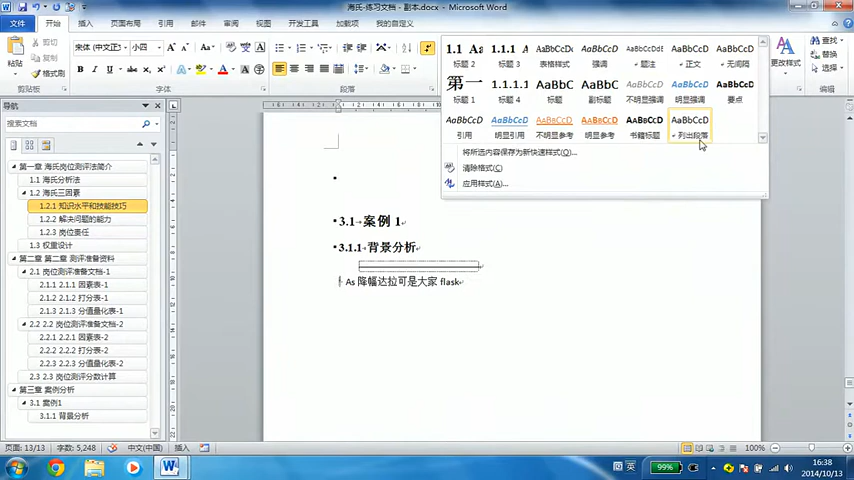 海氏-练习文档 - 副本.docx - Microsoft Word
文件 开始 插入 页面布局 引用 邮件 审阅 视图 开发工具 加载项 我的自定义
剪切
复制
格式刷
粘贴
剪贴板
宋体 (中文正 小四
字体
段落
1.1 Aa 1.1.1 A AaBbCcDc AaBbCcD AaBbCcDdE AaBbCcD AaBbCcD
标题 2 标题 3 表格样式 强调 题注 正文 无间隔
第一 1.1.1.1 AaBbC AaBbC AaBbCcD AaBbCcD AaBbCcD
标题 1 标题 4 标题 副标题 不明显强调 明显强调 要点
AaBbCcD AaBbCcD AaBbCcD AaBbCcD AaBbCcD AaBbCcD
引用 明显引用 不明显参考 明显参考 书籍标题 列出段落
将所选内容保存为新快速样式(Q)...
清除格式(C)
应用样式(A)...
更改样式
查找
替换
选择
编辑
导航
搜索文档
第一章 海氏岗位测评法简介
1.1 海氏分析法
1.2 海氏三因素
1.2.1 知识水平和技能技巧
1.2.2 解决问题的能力
1.2.3 岗位责任
1.3 权重设计
第二章 第二章 测评准备资料
2.1 岗位测评准备文档-1
2.1.1 2.1.1 因素表-1
2.1.2 2.1.2 打分表-1
2.1.3 2.1.3 分值量化表-1
2.2 2.2 岗位测评准备文档-2
2.2.1 2.2.1 因素表-2
2.2.2 2.2.2 打分表-2
2.2.3 2.2.3 分值量化表-2
2.3 2.3 岗位测评分数计算
第三章 案例分析
3.1 案例1
3.1.1 背景分析
3.1 案例 1
3.1.1 背景分析
As 降幅达拉可是大家 flask
页面: 13/13 字数: 5,248 中文(中国) 插入 100%
英 99% 16:38
2014/10/13